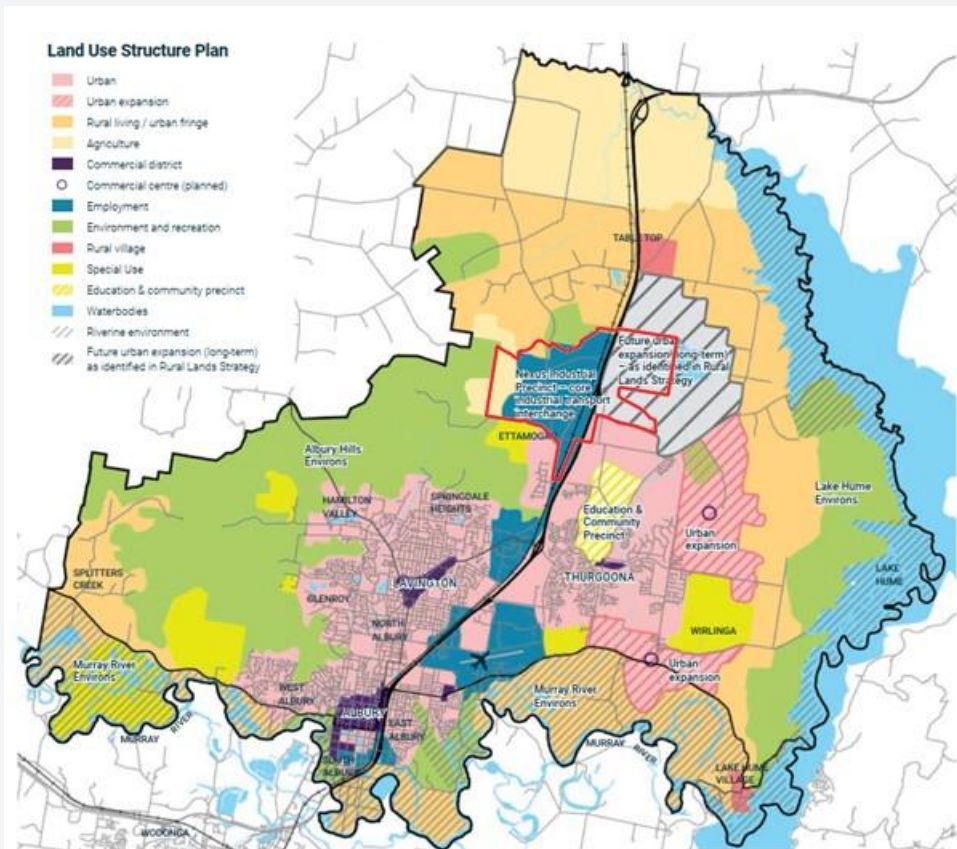 Land Use Structure Plan
Urban
Urban expansion
Rural living / urban fringe
Agriculture
Commercial district
Commercial centre (planned)
Employment
Environment and recreation
Rural village
Special Use
Education & community precinct
Waterbodies
Riverine environment
Future urban expansion (long-term)
as identified in Rural Lands Strategy
TABLETOP
Future urban
expansion (long-term)
– as identified in Rural
Lands Strategy
Nexus Industrial
Precinct – core
industrial transport
interchange
ETTAMOGAH
Albury Hills
Environs
HAMILTON
VALLEY
SPRINGDALE
HEIGHTS
Education &
Community
Precinct
Urban
expansion
Lake Hume
Environs
LAKE
HUME
SPLITTERS
CREEK
LAVINGTON
THURGOONA
GLENROY
NORTH
ALBURY
WIRLINGA
Murray River
Environs
WEST
ALBURY
ALBURY
EAST
ALBURY
SOUTH
ALBURY
Urban
expansion
Murray River
Environs
MURRAY
RIVER
MURRAY
RIVER
LAKE HUME
VILLAGE
WODONGA